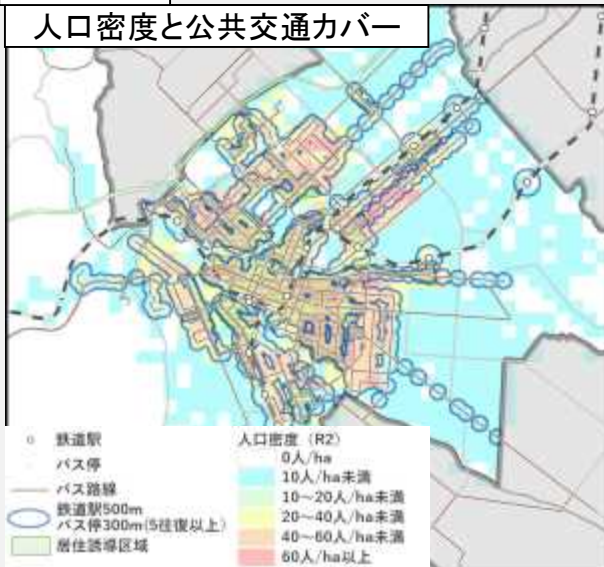 人口密度と公共交通カバー
鉄道駅
バス停
バス路線
鉄道駅500m
バス停300m(5往復以上)
居住誘導区域
人口密度（R2）
0人/ha
10人/ha未満
10～20人/ha未満
20～40人/ha未満
40～60人/ha未満
60人/ha以上